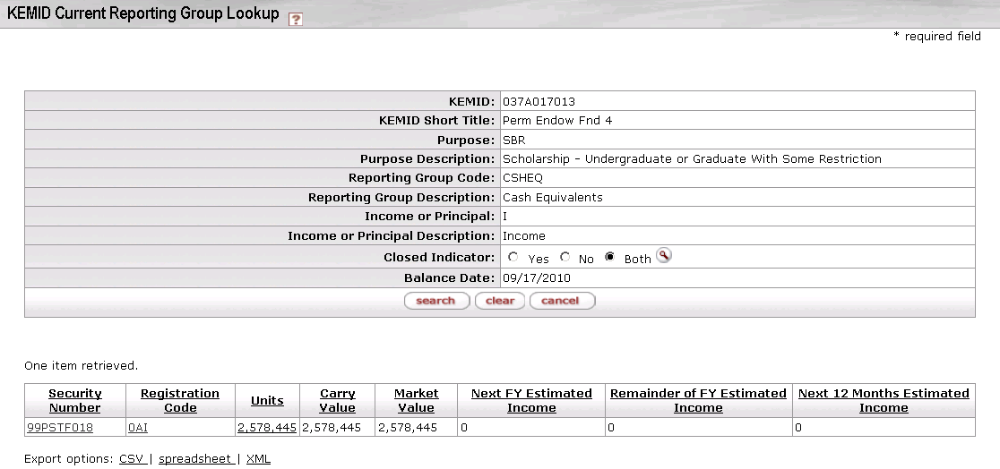 KEMID Current Reporting Group Lookup ?
* required field
KEMID: 037A017013
KEMID Short Title: Perm Endow Fnd 4
Purpose: SBR
Purpose Description: Scholarship - Undergraduate or Graduate With Some Restriction
Reporting Group Code: CSHEQ
Reporting Group Description: Cash Equivalents
Income or Principal: I
Income or Principal Description: Income
Closed Indicator: Yes No Both
Balance Date: 09/17/2010
search clear cancel
One item retrieved.
Security Number Registration Code Units Carry Value Market Value Next FY Estimated Income Remainder of FY Estimated Income Next 12 Months Estimated Income
99PSTF018 0AI 2,578,445 2,578,445 2,578,445 0 0 0
Export options: CSV | spreadsheet | XML